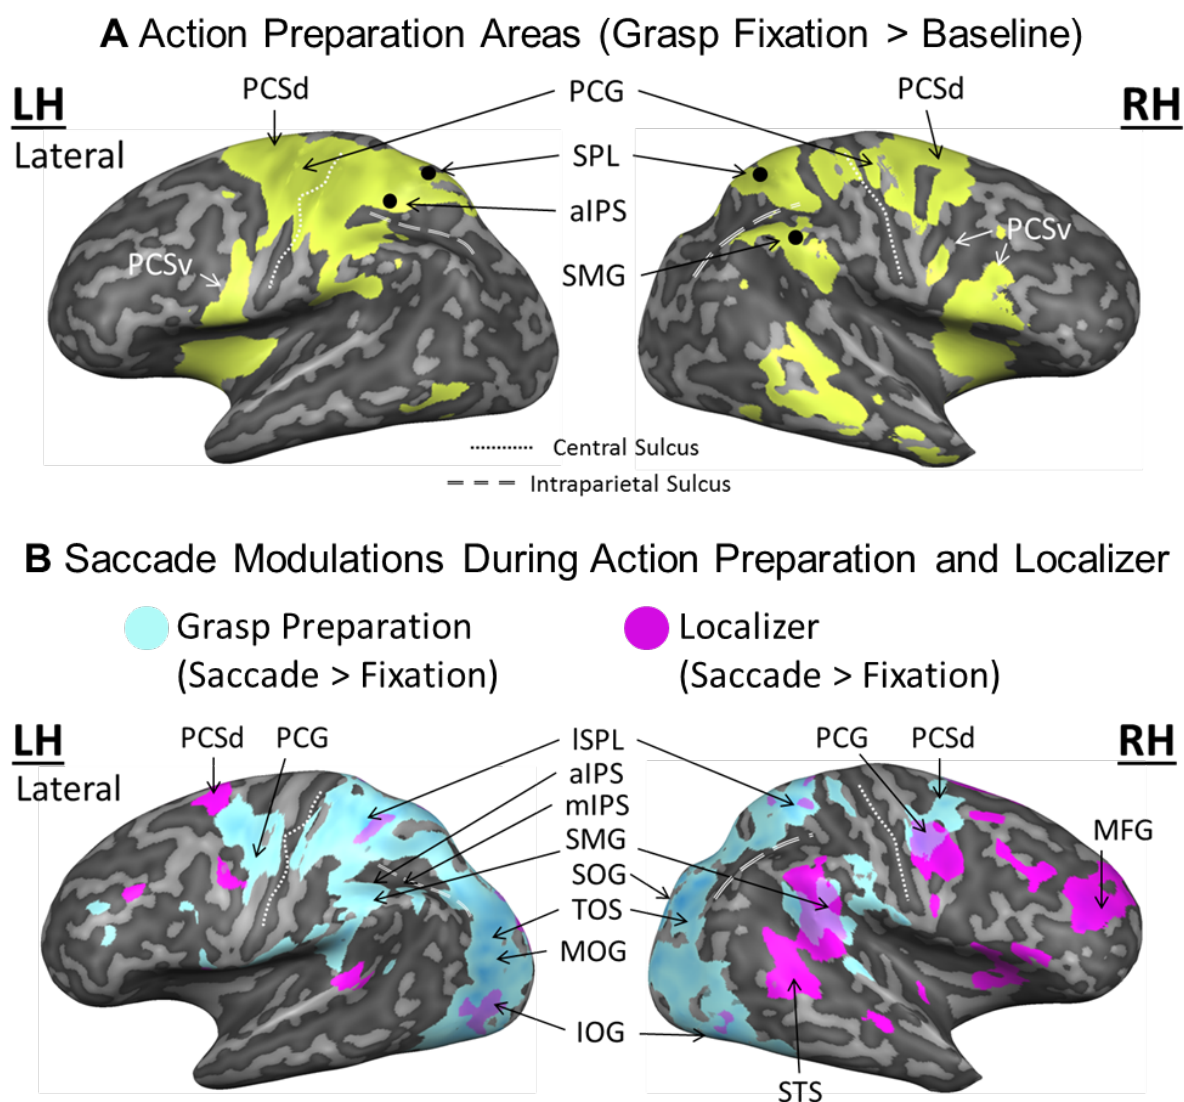 A Action Preparation Areas (Grasp Fixation > Baseline)
LH
Lateral
PCSd
PCG
PCSd
RH
SPL
aIPS
SMG
PCSv
PCSv
Central Sulcus
Intraparietal Sulcus
B Saccade Modulations During Action Preparation and Localizer
Grasp Preparation
(Saccade > Fixation)
Localizer
(Saccade > Fixation)
LH
Lateral
PCSd
PCG
lSPL
PCG
PCSd
RH
aIPS
mIPS
SMG
SOG
TOS
MOG
IOG
MFG
STS